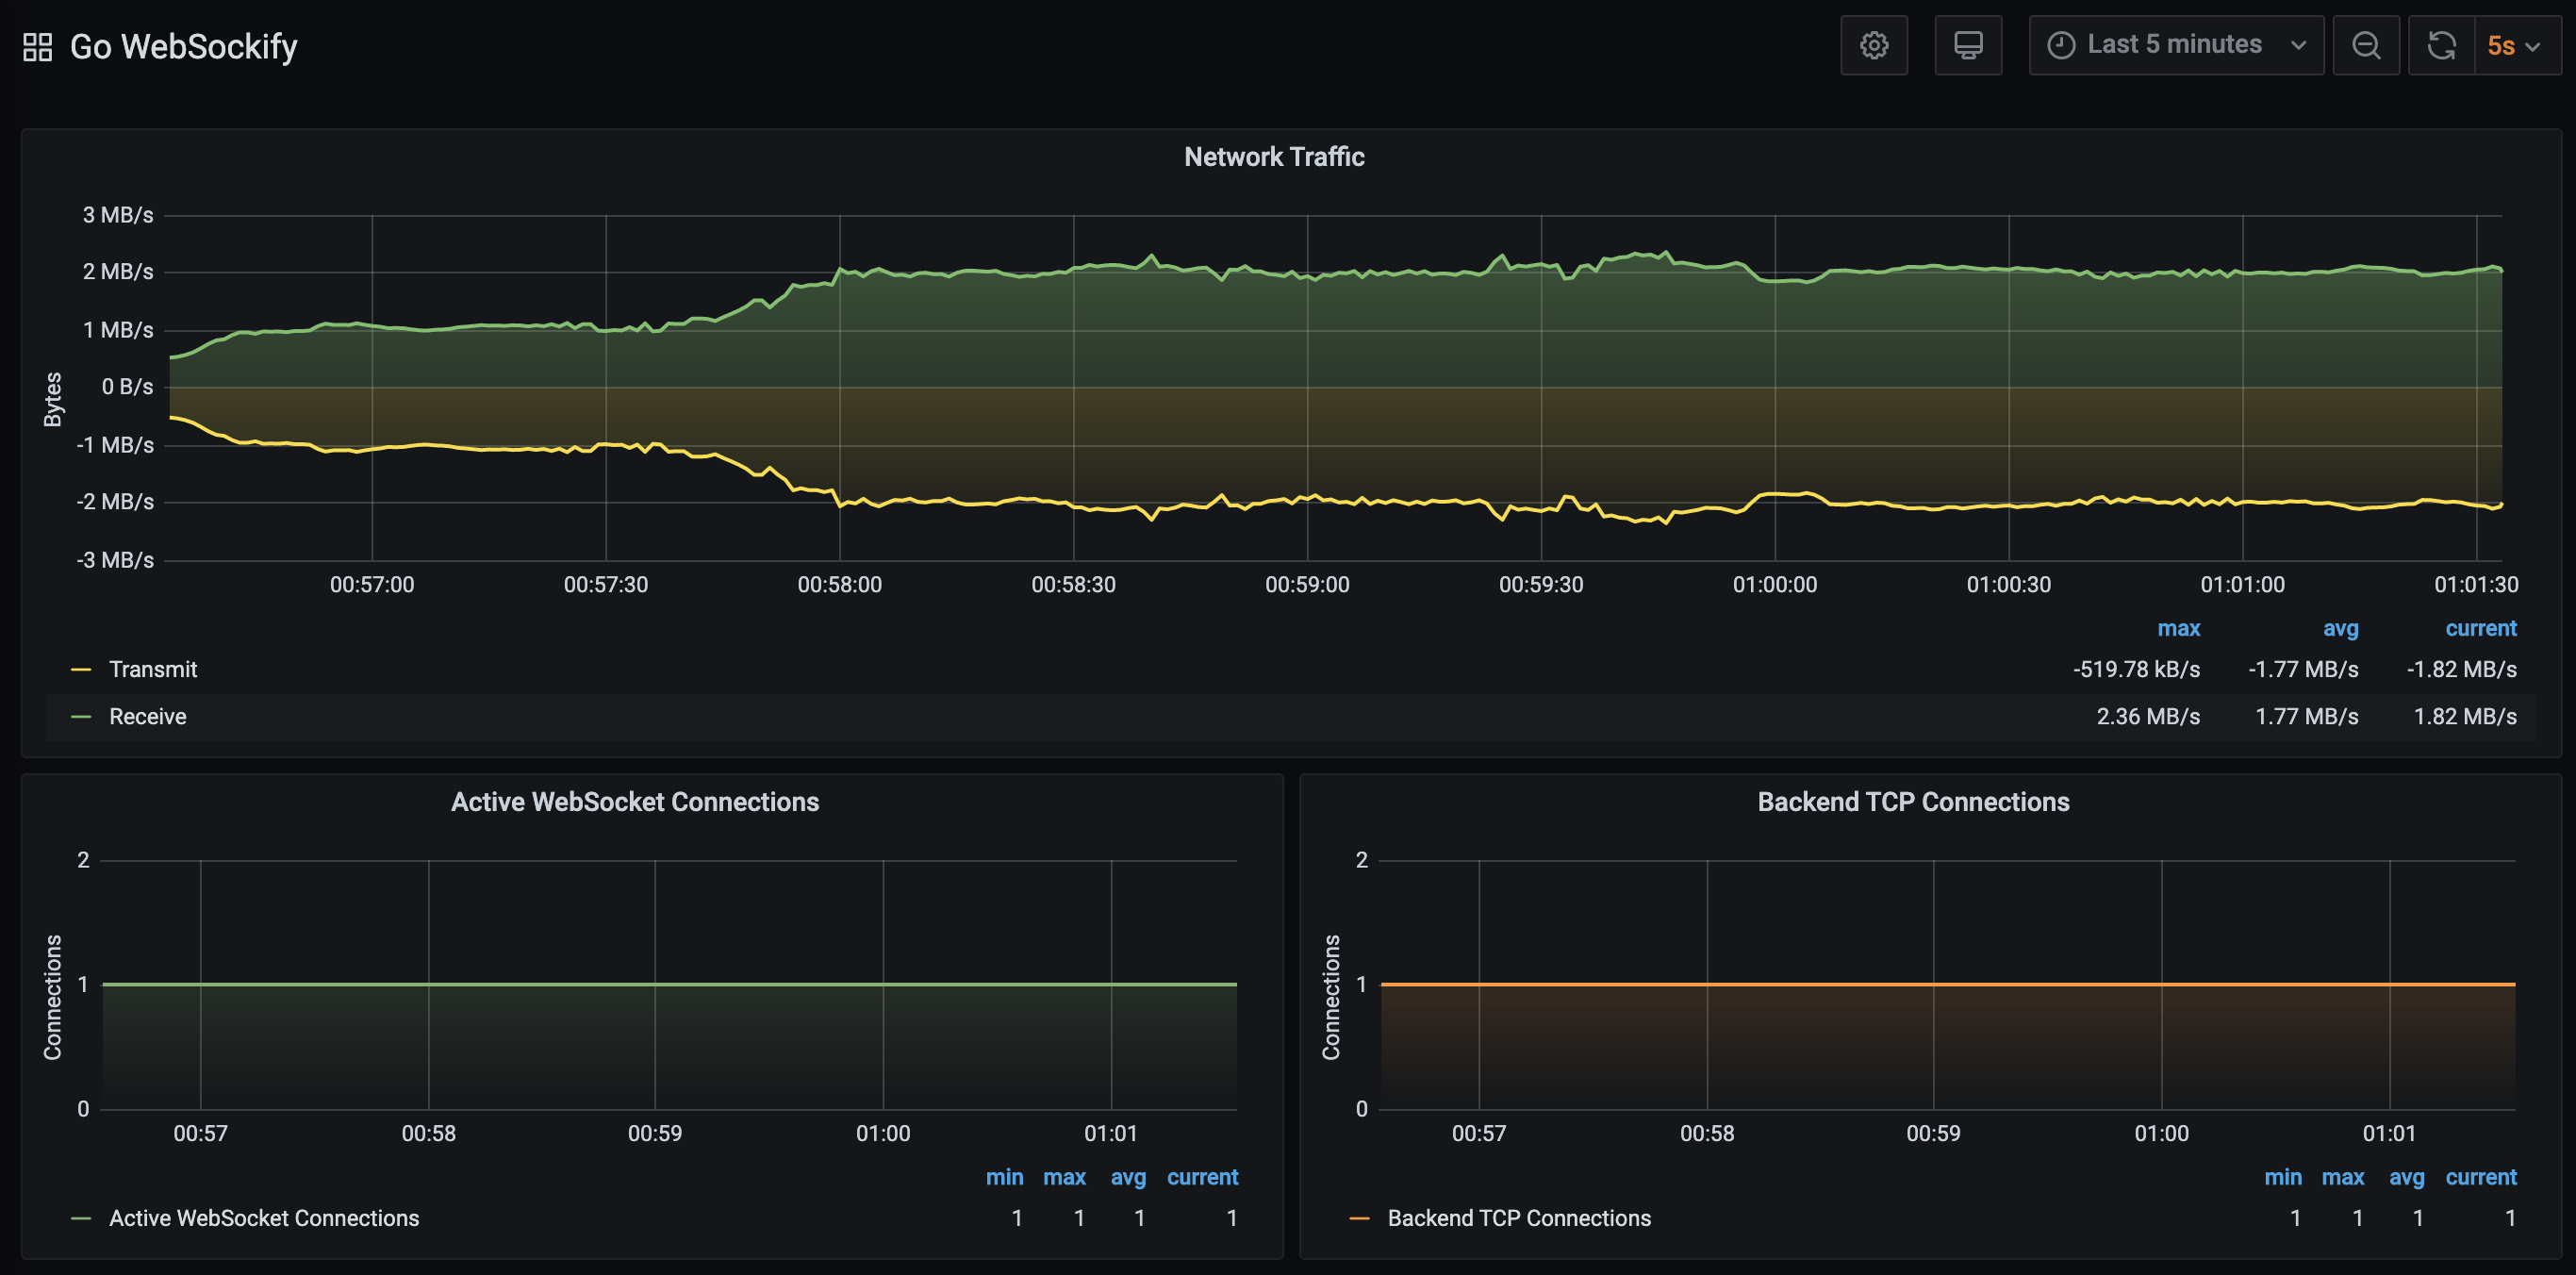 Go WebSockify
Last 5 minutes
5s
Network Traffic
Bytes
3 MB/s
2 MB/s
1 MB/s
0 B/s
-1 MB/s
-2 MB/s
-3 MB/s
00:57:00 00:57:30 00:58:00 00:58:30 00:59:00 00:59:30 01:00:00 01:00:30 01:01:00 01:01:30
max avg current
Transmit -519.78 kB/s -1.77 MB/s -1.82 MB/s
Receive 2.36 MB/s 1.77 MB/s 1.82 MB/s
Active WebSocket Connections
Connections
2
1
0
00:57 00:58 00:59 01:00 01:01
min max avg current
Active WebSocket Connections 1 1 1 1
Backend TCP Connections
Connections
2
1
0
00:57 00:58 00:59 01:00 01:01
min max avg current
Backend TCP Connections 1 1 1 1